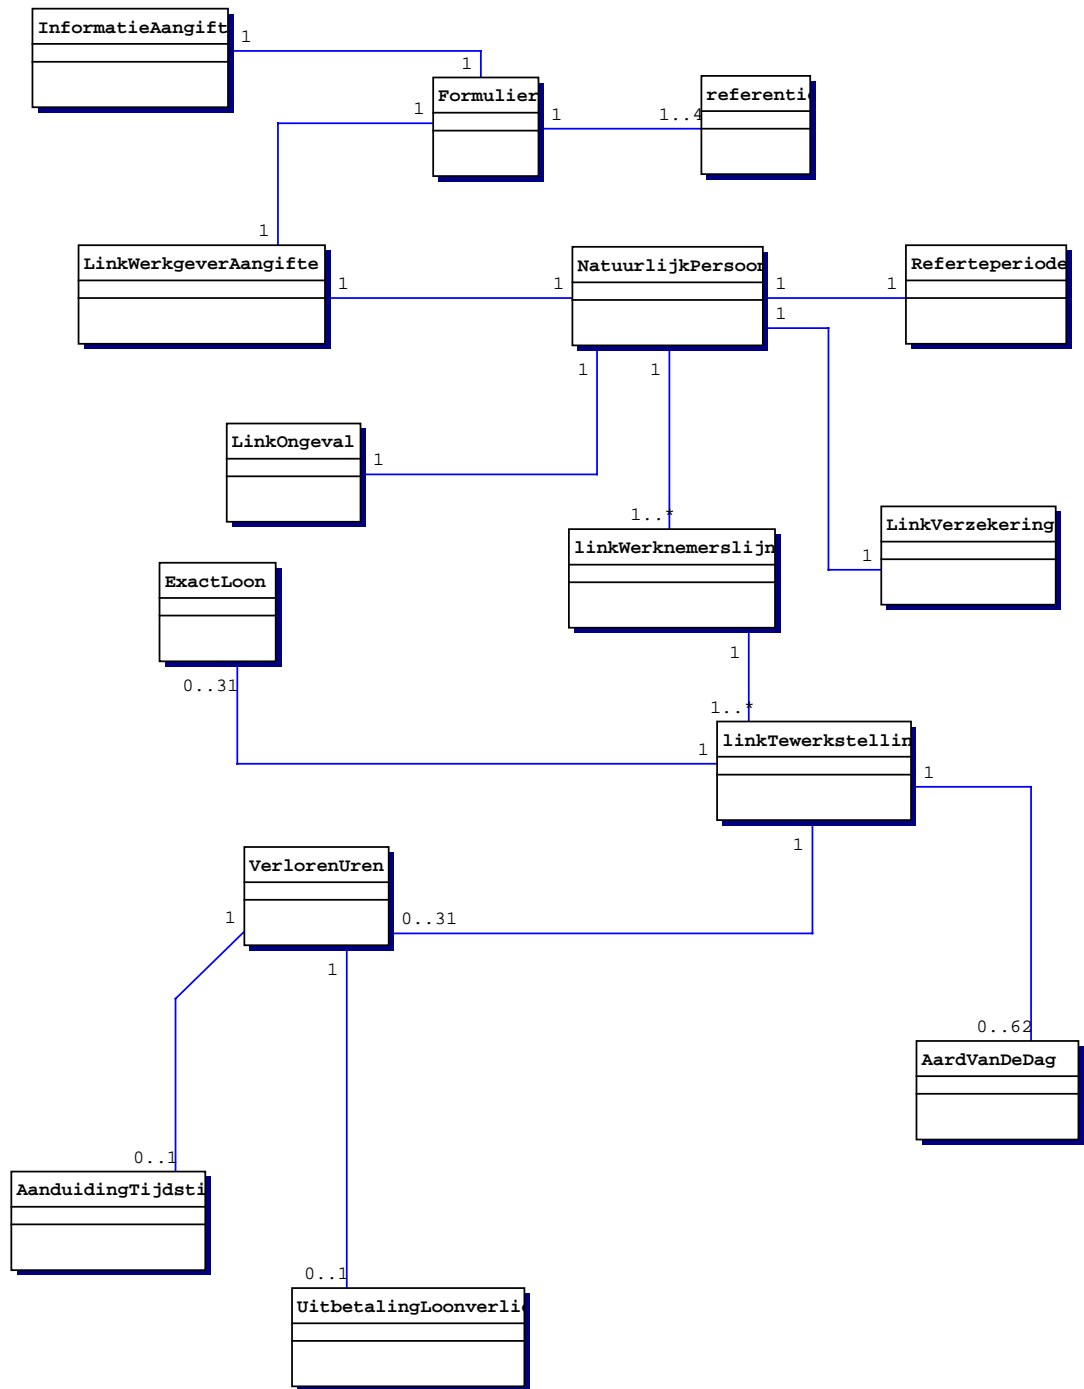 InformatieAangift
1
1
Formulier
referentie
1
1
1..4
1
LinkWerkgeverAangifte
NatuurlijkPersoon
Referteperiode
1
1
1
1
1
1
1
LinkOngeval
1
1..*
LinkVerzekering
linkWerknemerslijn
1
ExactLoon
1
0..31
1..*
linkTewerkstellin
1
1
1
VerlorenUren
1
0..31
1
0..62
AardVanDeDag
0..1
AanduidingTijdsti
0..1
UitbetalingLoonverlie